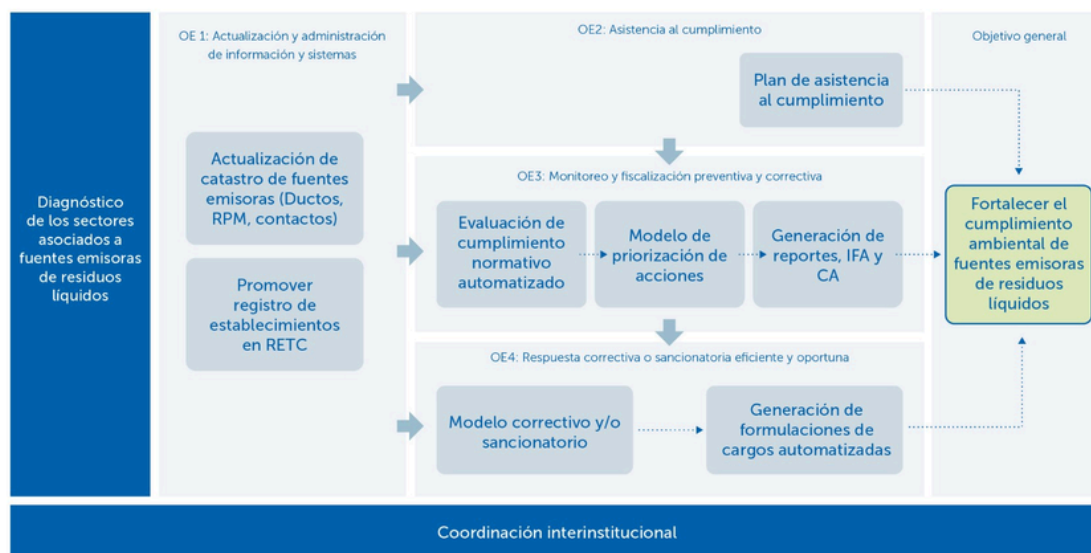 Diagnóstico
de los sectores
asociados a
fuentes emisoras
de residuos
líquidos
OE 1: Actualización y administración
de información y sistemas
Actualización de
catastro de fuentes
emisoras (Ductos,
RPM, contactos)
Promover
registro de
establecimientos
en RETC
OE2: Asistencia al cumplimiento
Plan de asistencia
al cumplimiento
OE3: Monitoreo y fiscalización preventiva y correctiva
Evaluación de
cumplimiento
normativo
automatizado
Modelo de
priorización de
acciones
Generación de
reportes, IFA y
CA
OE4: Respuesta correctiva o sancionatoria eficiente y oportuna
Modelo correctivo y/o
sancionatorio
Generación de
formulaciones de
cargos automatizadas
Objetivo general
Fortalecer el
cumplimiento
ambiental de
fuentes emisoras
de residuos
líquidos
Coordinación interinstitucional